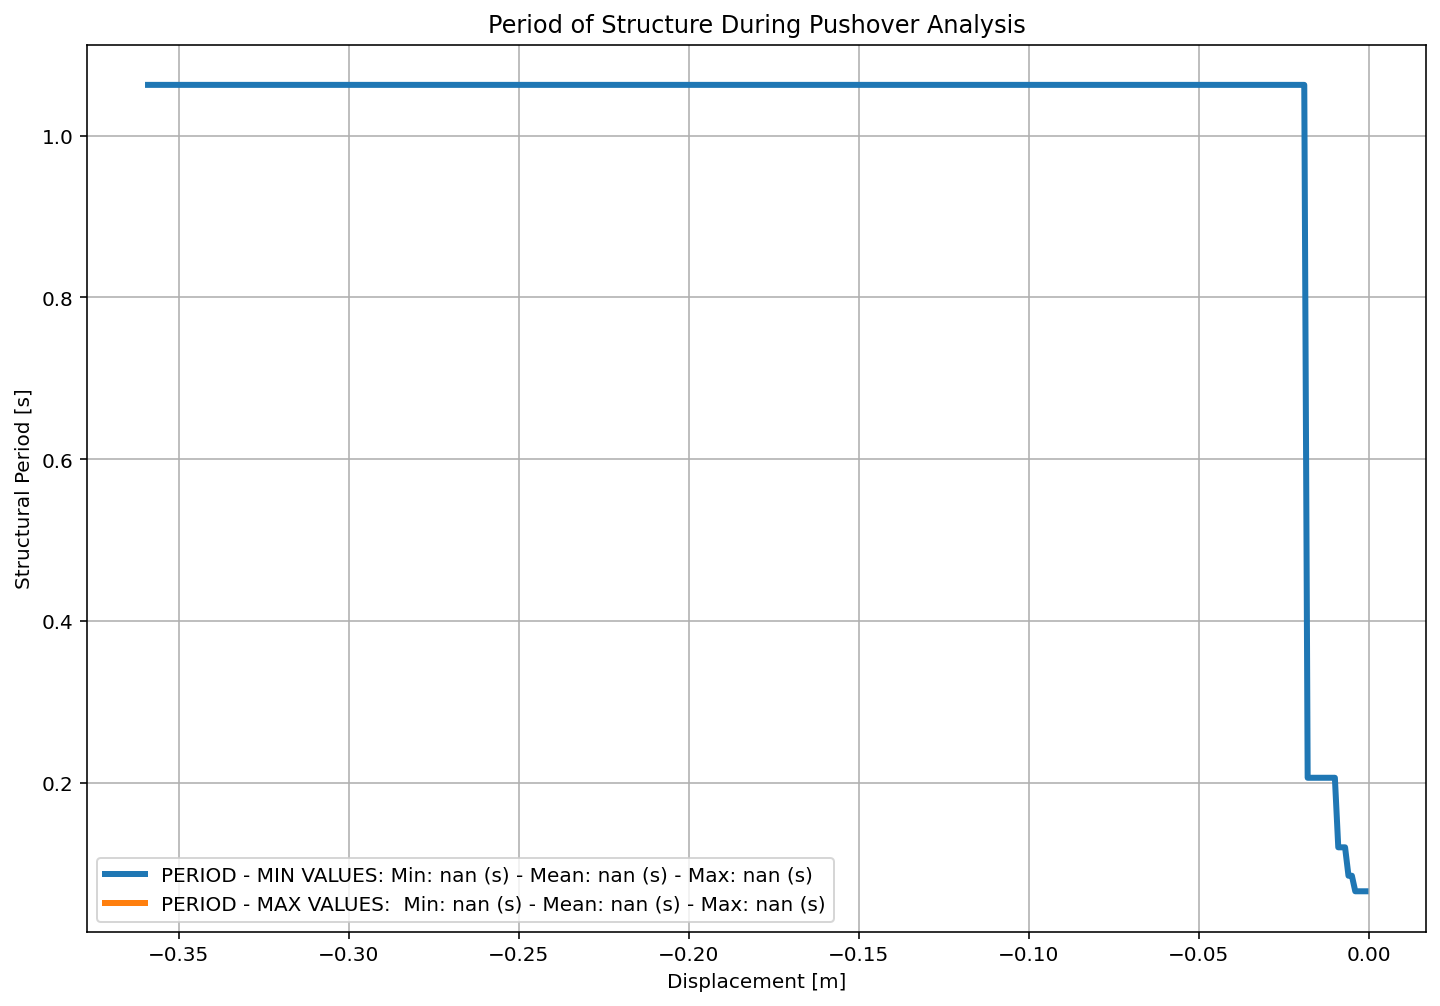 Period of Structure During Pushover Analysis
Structural Period [s]
1.0
0.8
0.6
0.4
0.2
PERIOD - MIN VALUES: Min: nan (s) - Mean: nan (s) - Max: nan (s)
PERIOD - MAX VALUES:  Min: nan (s) - Mean: nan (s) - Max: nan (s)
−0.35 −0.30 −0.25 −0.20 −0.15 −0.10 −0.05 0.00
Displacement [m]